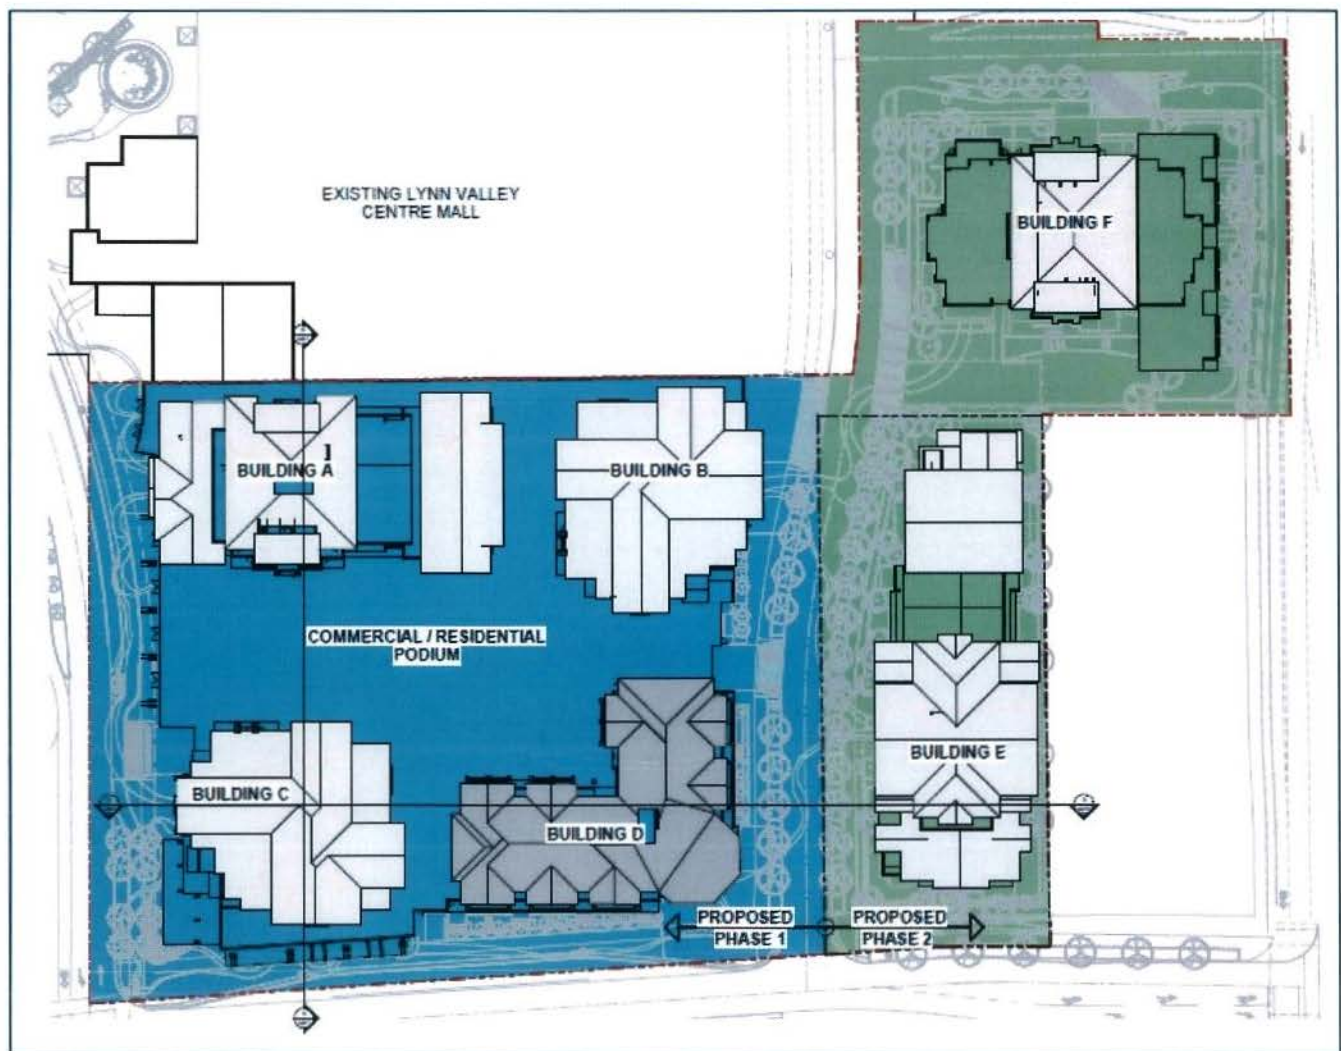 EXISTING LYNN VALLEY
CENTRE MALL
BUILDING F
BUILDING A
BUILDING B
COMMERCIAL / RESIDENTIAL
PODIUM
BUILDING E
BUILDING C
BUILDING D
PROPOSED
PHASE 1
PROPOSED
PHASE 2